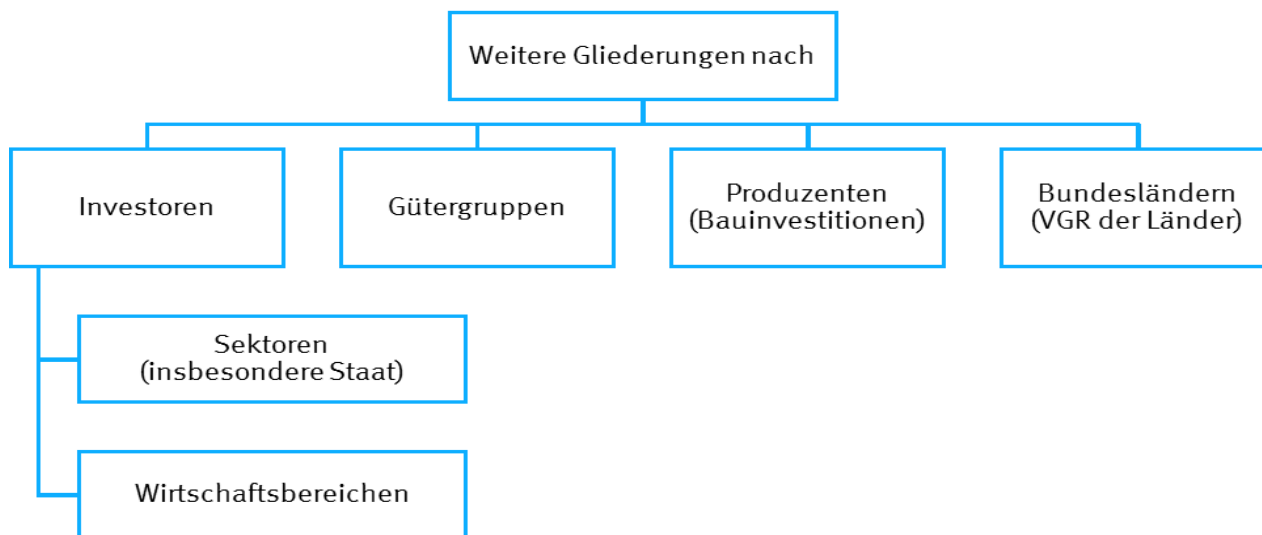 Weitere Gliederungen nach
Investoren
Gütergruppen
Produzenten
(Bauinvestitionen)
Bundesländern
(VGR der Länder)
Sektoren
(insbesondere Staat)
Wirtschaftsbereichen